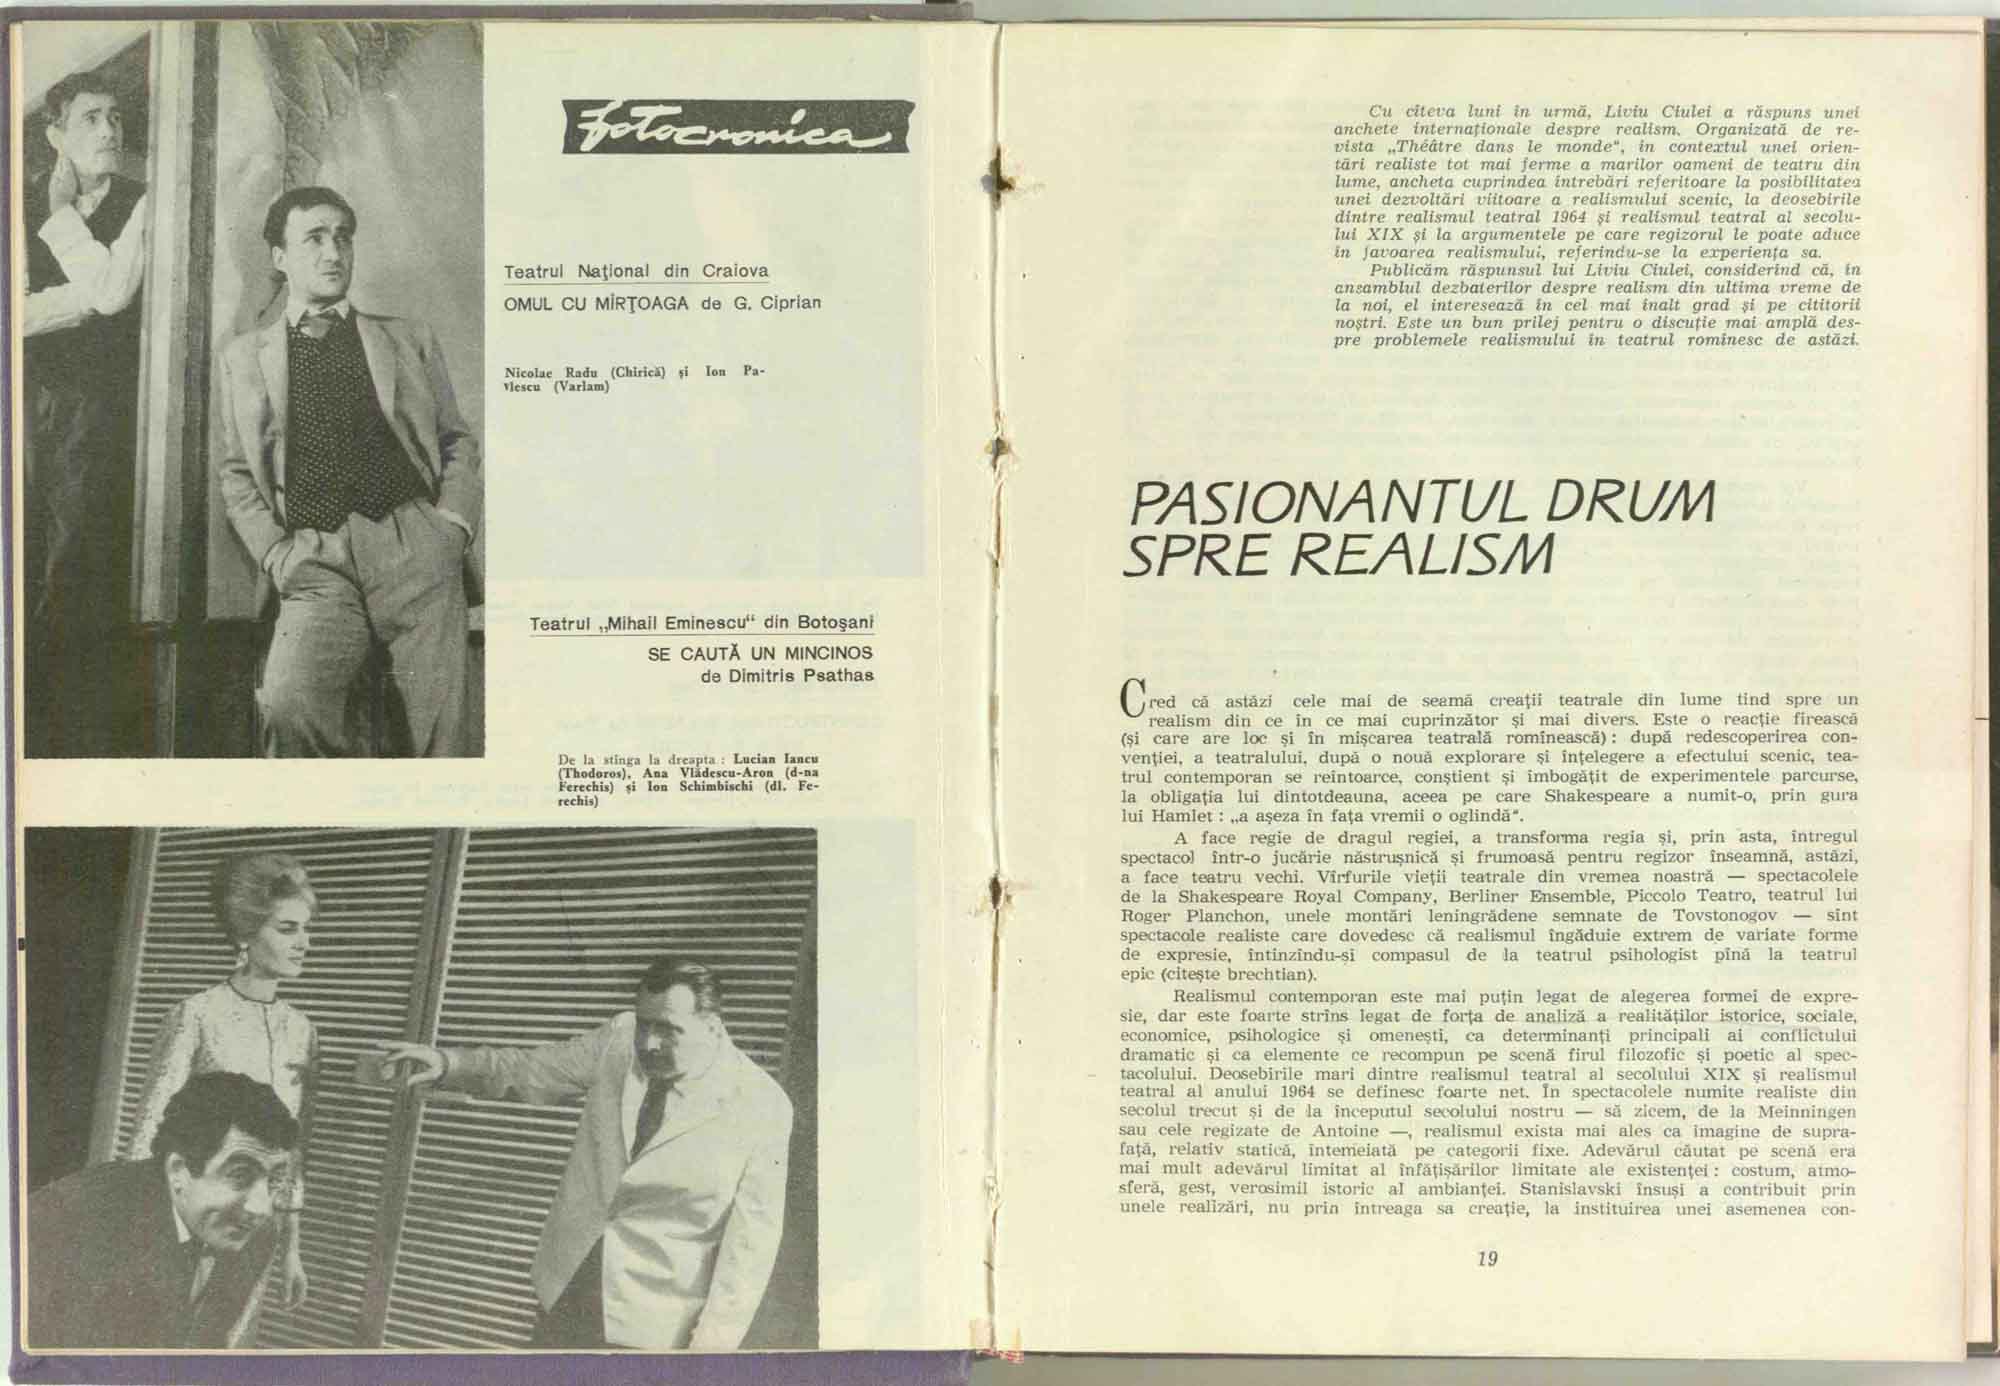 fotocronica
Teatrul Naţional din Craiova
OMUL CU MÎRŢOAGA de G. Ciprian
Nicolae Radu (Chirică) şi Ion Pa-
vlescu (Varlam)
Teatrul „Mihail Eminescu“ din Botoşani
SE CAUTĂ UN MINCINOS
de Dimitris Psathas
De la stînga la dreapta : Lucian Iancu
(Thodoros), Ana Vlădescu-Aron (d-na
Ferechis) şi Ion Schimbischi (dl. Fe-
rechis)
Cu cîteva luni în urmă, Liviu Ciulei a răspuns unei
anchete internaţionale despre realism. Organizată de re-
vista „Théâtre dans le monde“, în contextul unei orien-
tări realiste tot mai ferme a marilor oameni de teatru din
lume, ancheta cuprindea întrebări referitoare la posibilitatea
unei dezvoltări viitoare a realismului scenic, la deosebirile
dintre realismul teatral 1964 şi realismul teatral al secolu-
lui XIX şi la argumentele pe care regizorul le poate aduce
în favoarea realismului, referindu-se la experienţa sa.
Publicăm răspunsul lui Liviu Ciulei, considerînd că, în
ansamblul dezbaterilor despre realism din ultima vreme de
la noi, el interesează în cel mai înalt grad şi pe cititorii
noştri. Este un bun prilej pentru o discuţie mai amplă des-
pre problemele realismului în teatrul romînesc de astăzi.
PASIONANTUL DRUM
SPRE REALISM
Cred că astăzi cele mai de seamă creaţii teatrale din lume tind spre un
realism din ce în ce mai cuprinzător şi mai divers. Este o reacţie firească
(şi care are loc şi în mişcarea teatrală romînească) : după redescoperirea con-
venţiei, a teatralului, după o nouă explorare şi înţelegere a efectului scenic, tea-
trul contemporan se reîntoarce, conştient şi îmbogăţit de experimentele parcurse,
la obligaţia lui dintotdeauna, aceea pe care Shakespeare a numit-o, prin gura
lui Hamlet : „a aşeza în faţa vremii o oglindă“.
A face regie de dragul regiei, a transforma regia şi, prin asta, întregul
spectacol într-o jucărie năstruşnică şi frumoasă pentru regizor înseamnă, astăzi,
a face teatru vechi. Vîrfurile vieţii teatrale din vremea noastră — spectacolele
de la Shakespeare Royal Company, Berliner Ensemble, Piccolo Teatro, teatrul lui
Roger Planchon, unele montări leningrădene semnate de Tovstonogov — sînt
spectacole realiste care dovedesc că realismul îngăduie extrem de variate forme
de expresie, întinzîndu-şi compasul de la teatrul psihologist pînă la teatrul
epic (citeşte brechtian).
Realismul contemporan este mai puţin legat de alegerea formei de expre-
sie, dar este foarte strîns legat de forţa de analiză a realităţilor istorice, sociale,
economice, psihologice şi omeneşti, ca determinanţi principali ai conflictului
dramatic şi ca elemente ce recompun pe scenă firul filozofic şi poetic al spec-
tacolului. Deosebirile mari dintre realismul teatral al secolului XIX şi realismul
teatral al anului 1964 se definesc foarte net. În spectacolele numite realiste din
secolul trecut şi de la începutul secolului nostru — să zicem, de la Meinningen
sau cele regizate de Antoine —, realismul exista mai ales ca imagine de supra-
faţă, relativ statică, întemeiată pe categorii fixe. Adevărul căutat pe scenă era
mai mult adevărul limitat al înfăţişărilor limitate ale existenţei : costum, atmo-
sferă, gest, verosimil istoric al ambianţei. Stanislavski însuşi a contribuit prin
unele realizări, nu prin întreaga sa creaţie, la instituirea unei asemenea con-
19